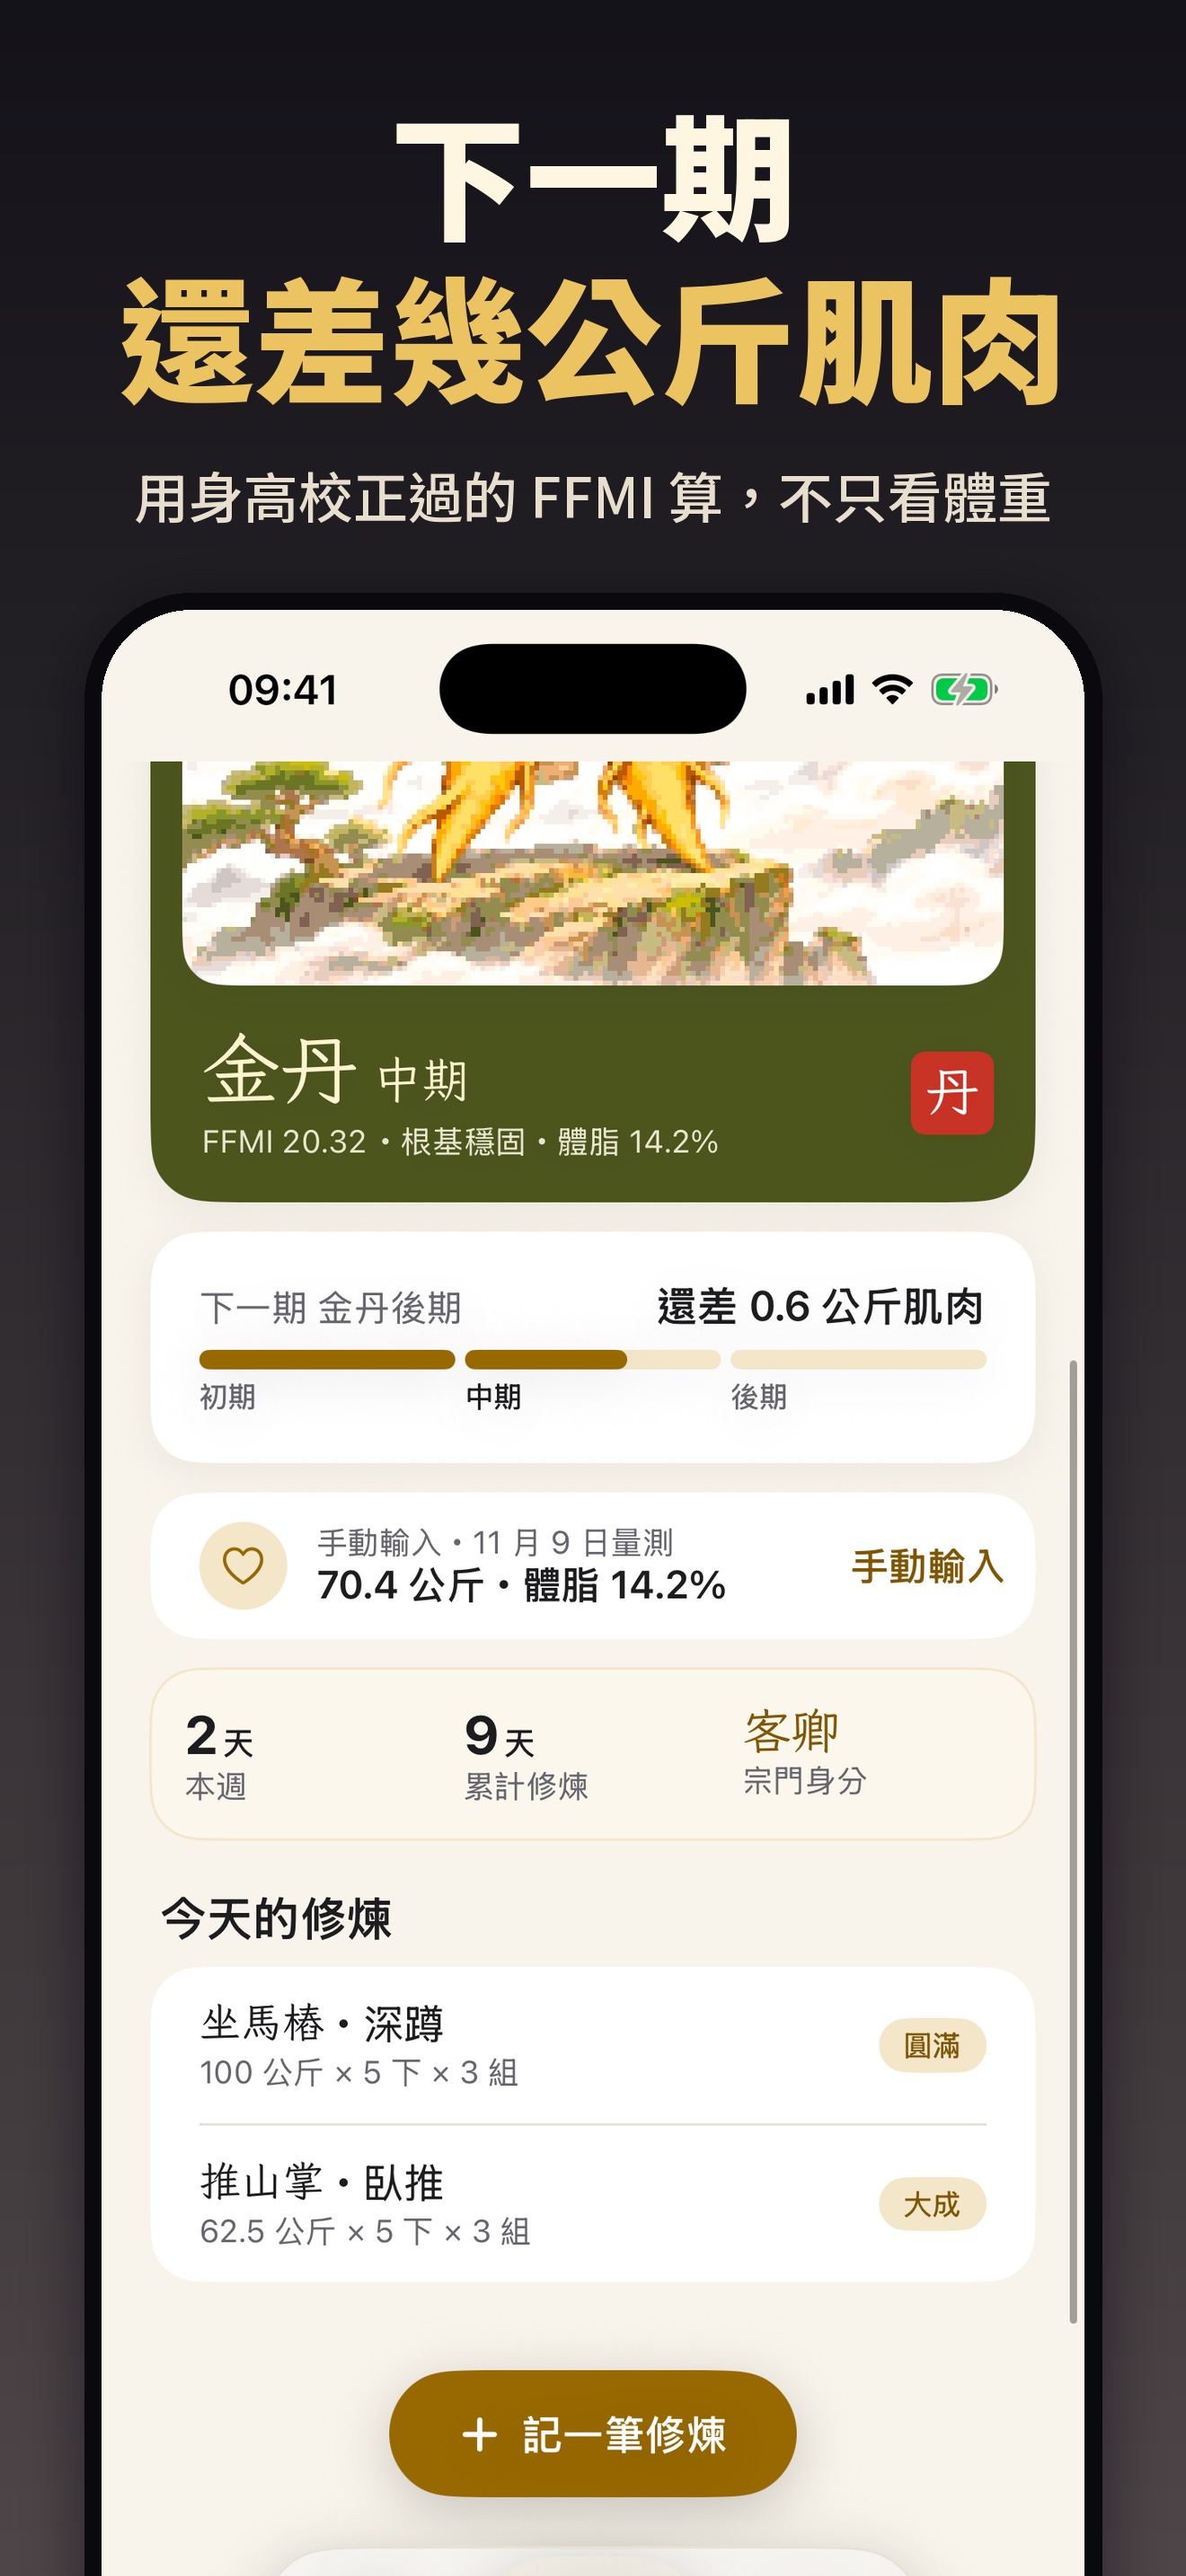 下一期
還差幾公斤肌肉
用身高校正過的 FFMI 算，不只看體重
09:41
金丹 中期
丹
FFMI 20.32・根基穩固・體脂 14.2%
下一期 金丹後期
還差 0.6 公斤肌肉
初期
中期
後期
手動輸入・11 月 9 日量測
70.4 公斤・體脂 14.2%
手動輸入
2 天
本週
9 天
累計修煉
客卿
宗門身分
今天的修煉
坐馬樁・深蹲
100 公斤 × 5 下 × 3 組
圓滿
推山掌・臥推
62.5 公斤 × 5 下 × 3 組
大成
+ 記一筆修煉